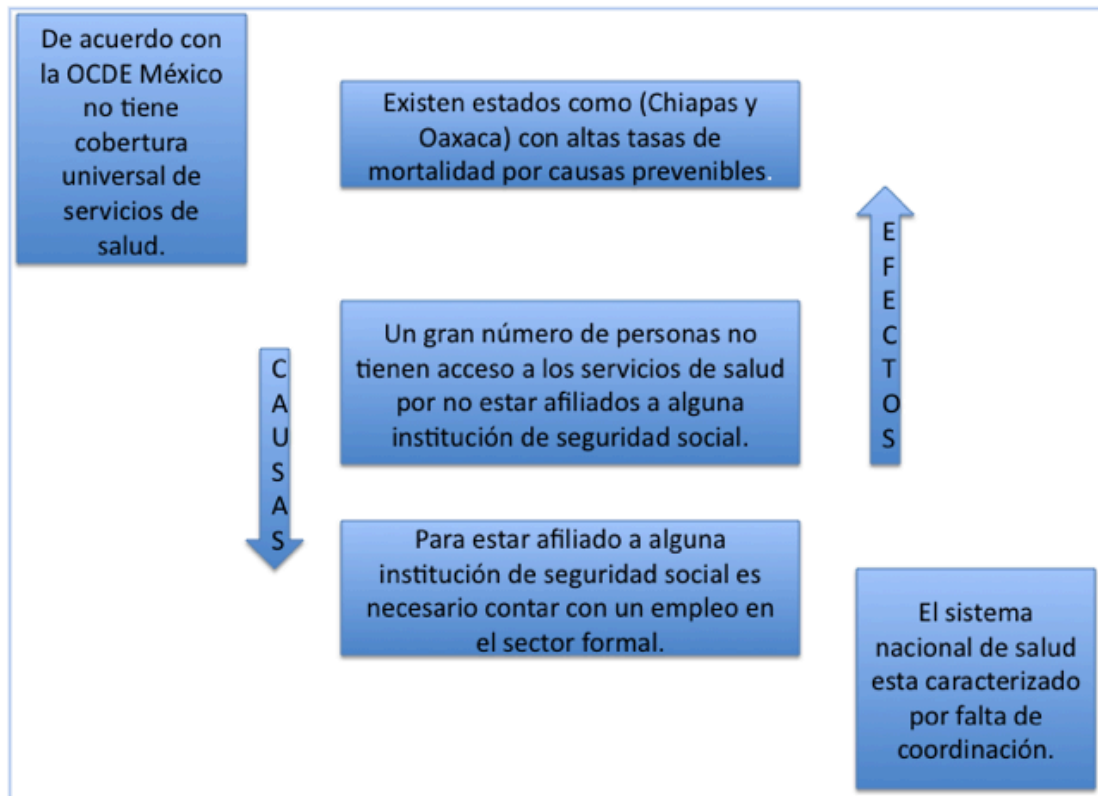 De acuerdo con
la OCDE México
no tiene
cobertura
universal de
servicios de
salud.
Existen estados como (Chiapas y
Oaxaca) con altas tasas de
mortalidad por causas prevenibles.
EFECTOS
Un gran número de personas no
tienen acceso a los servicios de salud
por no estar afiliados a alguna
institución de seguridad social.
CAUSAS
Para estar afiliado a alguna
institución de seguridad social es
necesario contar con un empleo en
el sector formal.
El sistema
nacional de salud
esta caracterizado
por falta de
coordinación.